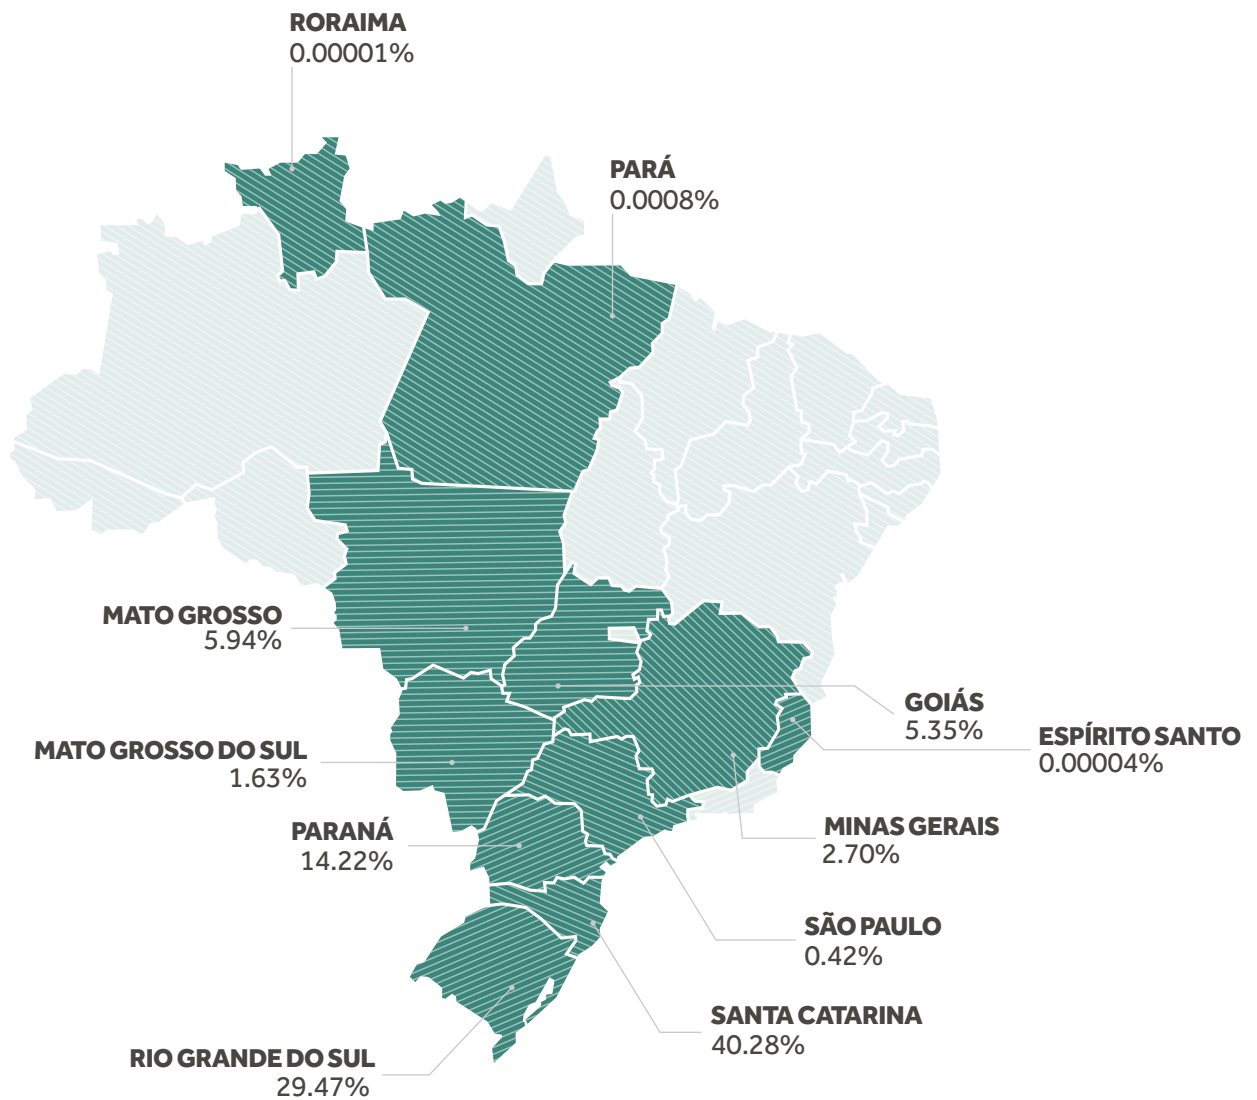 RORAIMA
0.00001%
PARÁ
0.0008%
MATO GROSSO
5.94%
GOIÁS
5.35%
ESPÍRITO SANTO
0.00004%
MATO GROSSO DO SUL
1.63%
PARANÁ
14.22%
MINAS GERAIS
2.70%
SÃO PAULO
0.42%
SANTA CATARINA
40.28%
RIO GRANDE DO SUL
29.47%